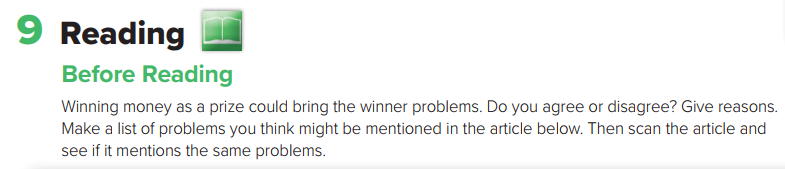 9 Reading
Before Reading
Winning money as a prize could bring the winner problems. Do you agree or disagree? Give reasons.
Make a list of problems you think might be mentioned in the article below. Then scan the article and
see if it mentions the same problems.